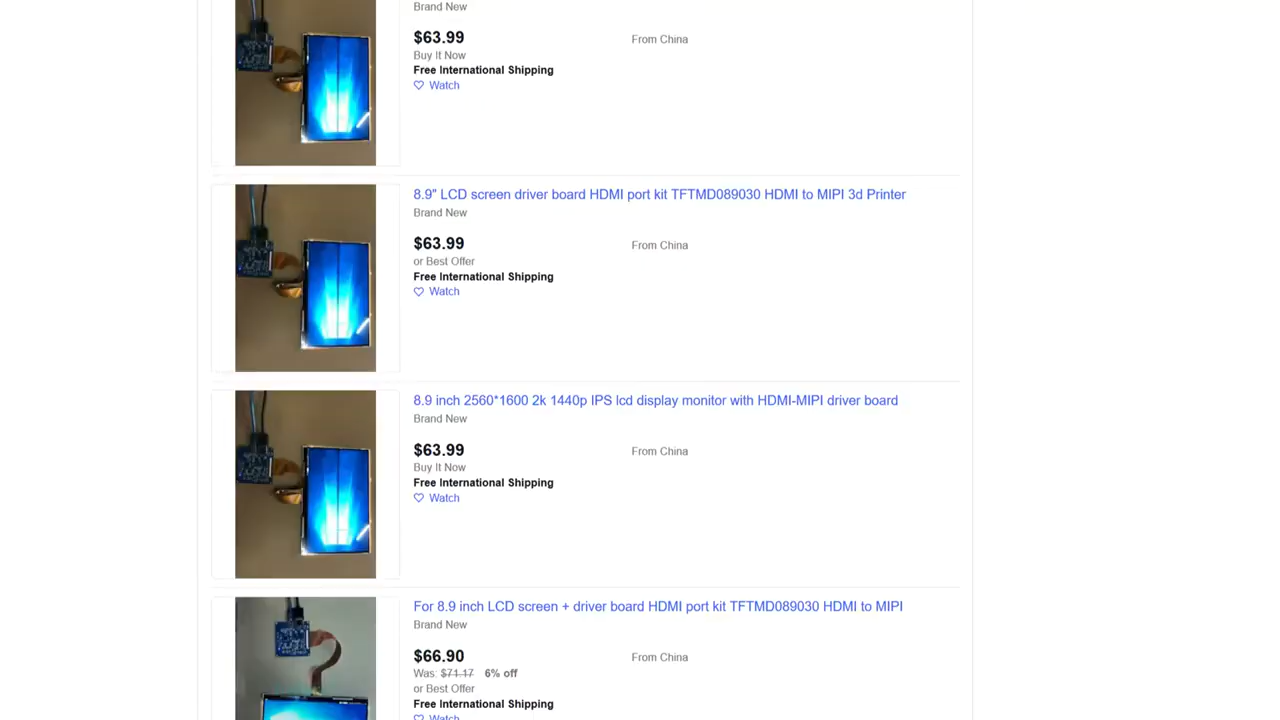 Brand New
$63.99
From China
Buy It Now
Free International Shipping
Watch
8.9" LCD screen driver board HDMI port kit TFTMD089030 HDMI to MIPI 3d Printer
Brand New
$63.99
From China
or Best Offer
Free International Shipping
Watch
8.9 inch 2560*1600 2k 1440p IPS lcd display monitor with HDMI-MIPI driver board
Brand New
$63.99
From China
Buy It Now
Free International Shipping
Watch
For 8.9 inch LCD screen + driver board HDMI port kit TFTMD089030 HDMI to MIPI
Brand New
$66.90
From China
Was: $71.17 6% off
or Best Offer
Free International Shipping
Watch